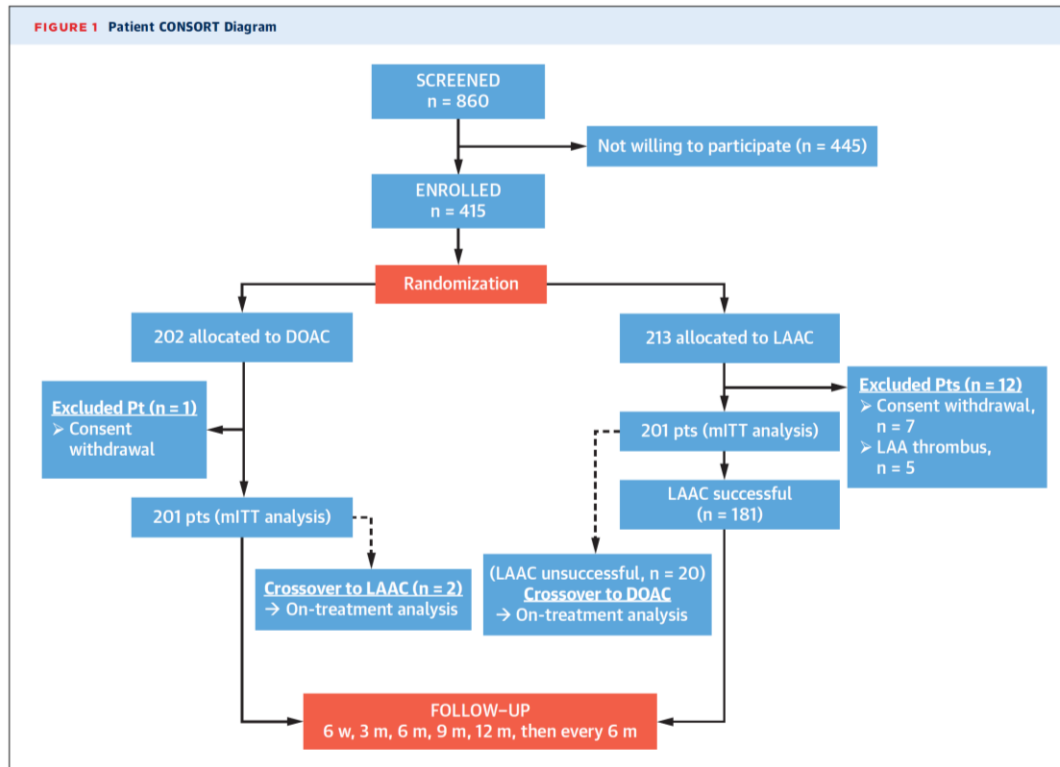 FIGURE 1 Patient CONSORT Diagram
SCREENED
n = 860
Not willing to participate (n = 445)
ENROLLED
n = 415
Randomization
202 allocated to DOAC
213 allocated to LAAC
Excluded Pt (n = 1)
➢ Consent
withdrawal
Excluded Pts (n = 12)
➢ Consent withdrawal,
n = 7
➢ LAA thrombus,
n = 5
201 pts (mITT analysis)
LAAC successful
(n = 181)
201 pts (mITT analysis)
Crossover to LAAC (n = 2)
→ On-treatment analysis
(LAAC unsuccessful, n = 20)
Crossover to DOAC
→ On-treatment analysis
FOLLOW–UP
6 w, 3 m, 6 m, 9 m, 12 m, then every 6 m